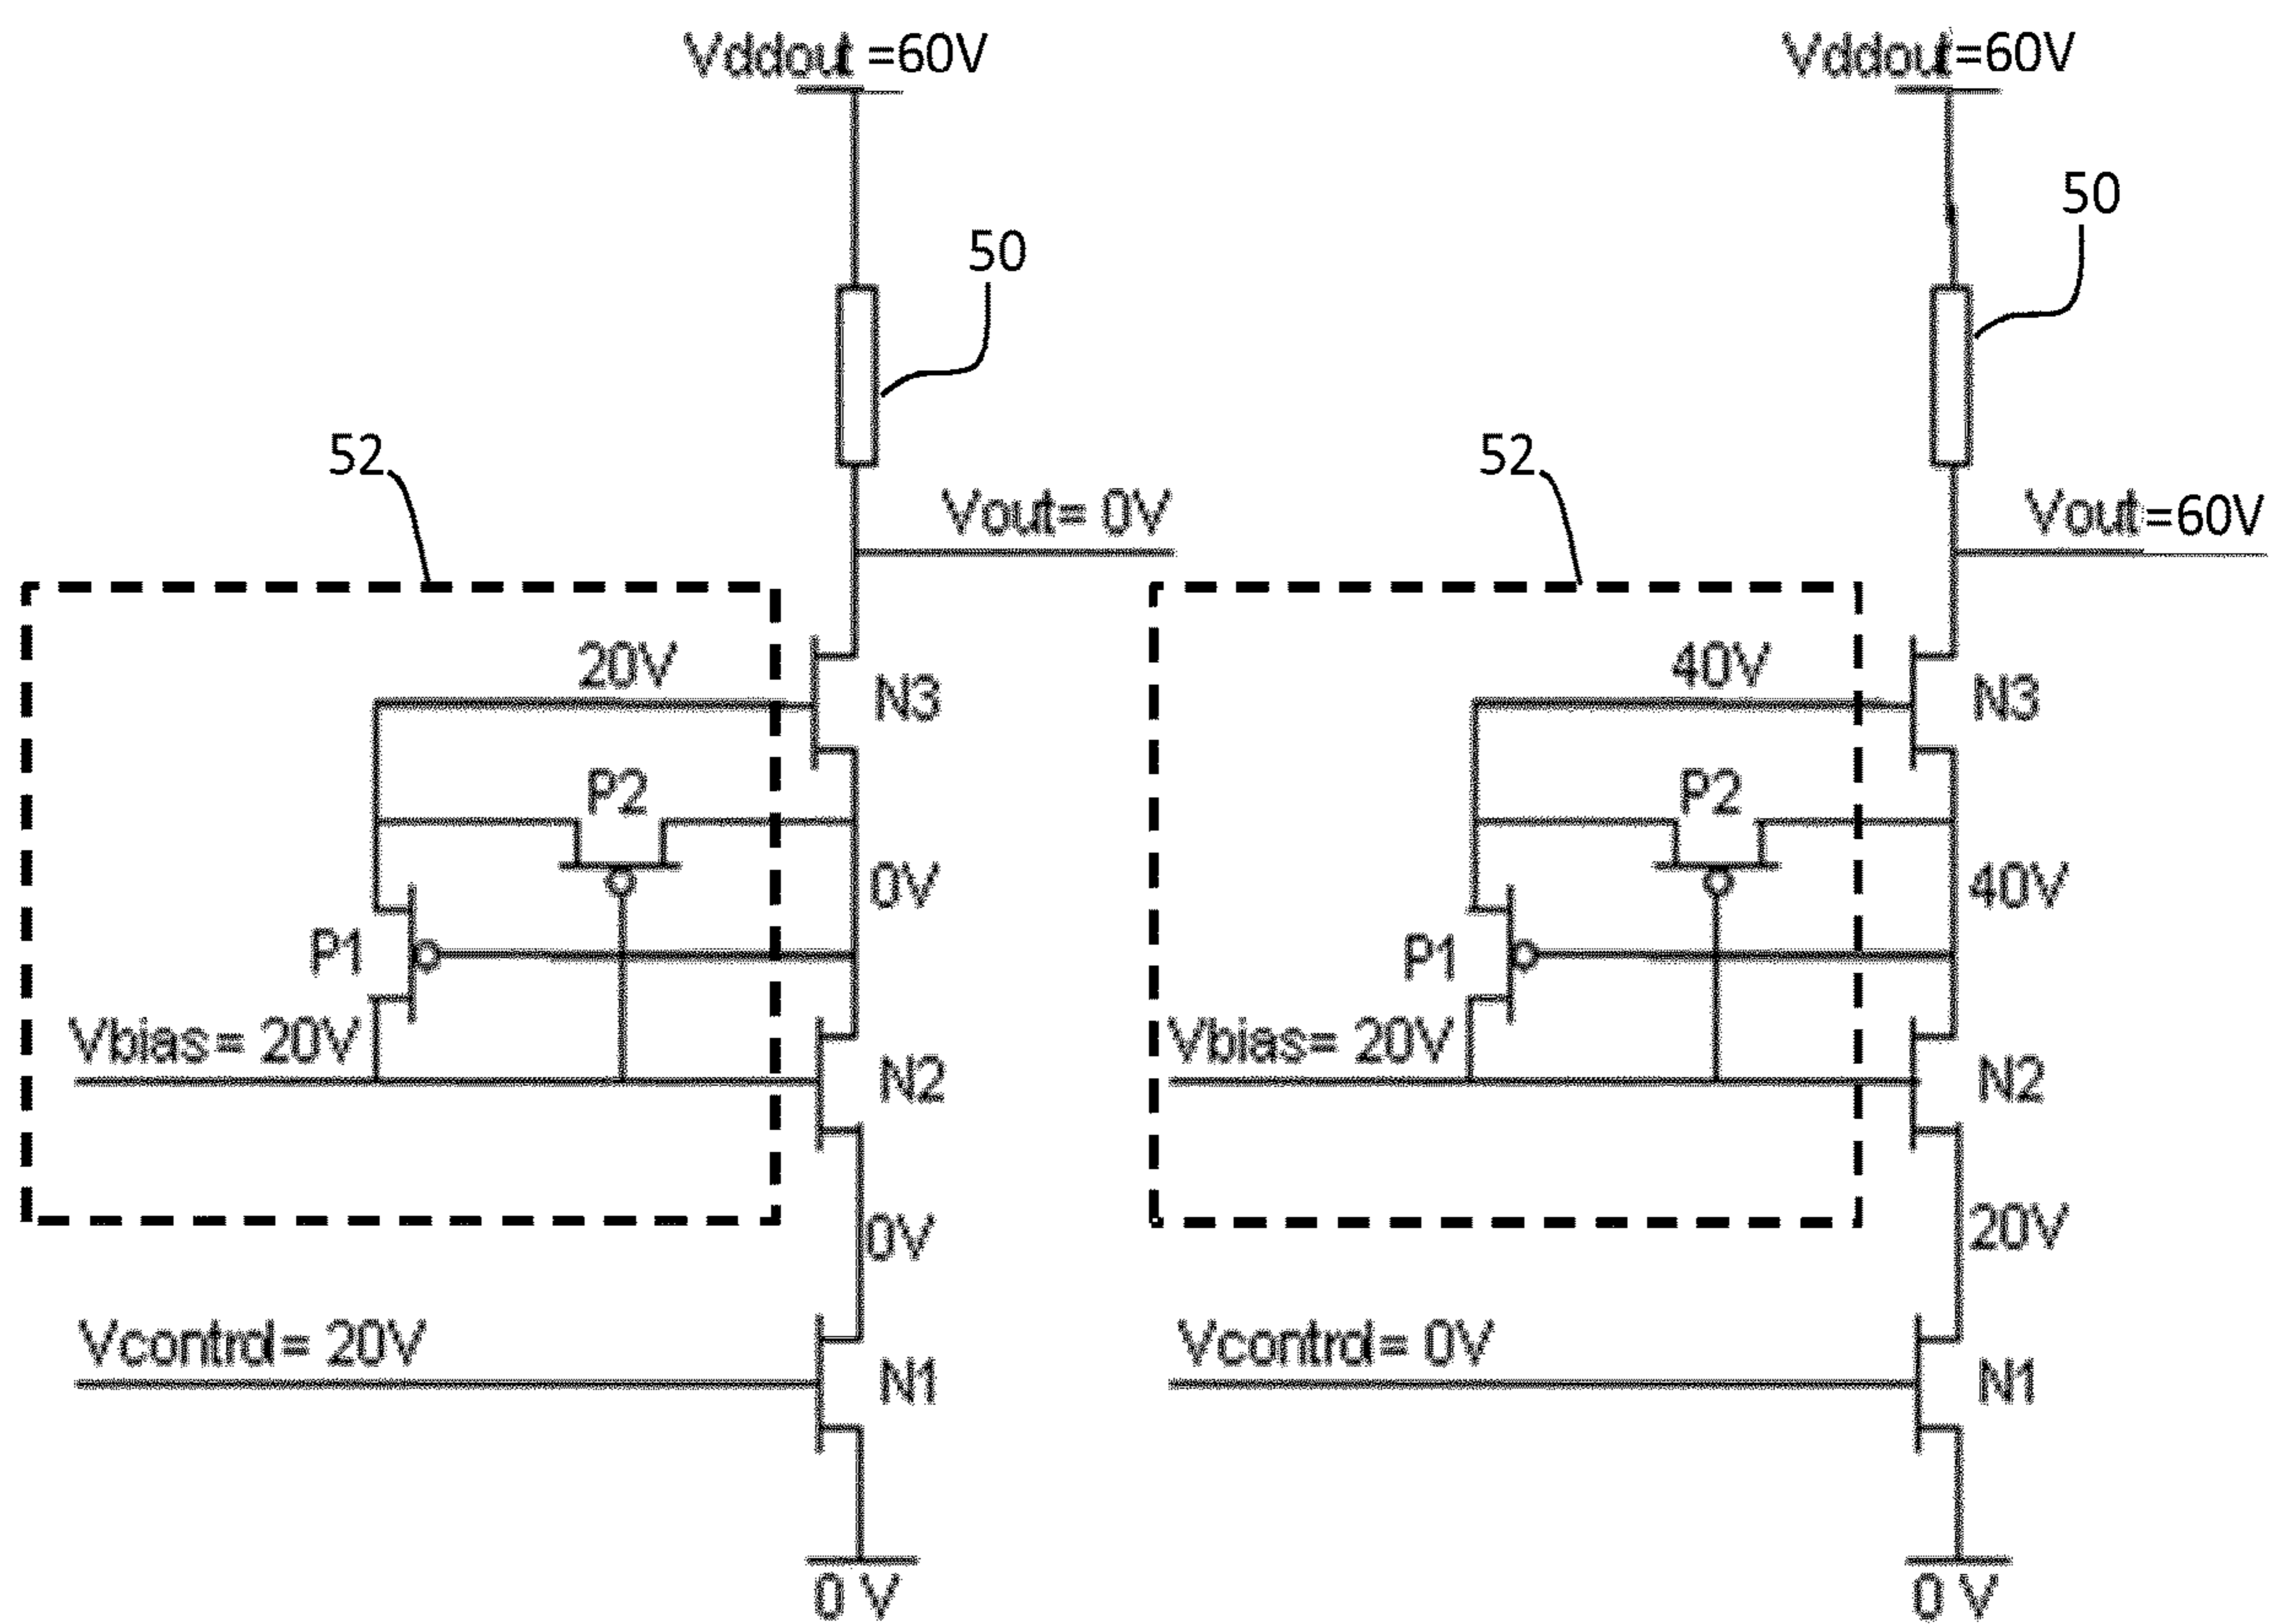 Vddout =60V
Vddout=60V
50
50
52
52
Vout= 0V
Vout=60V
20V
N3
40V
N3
P2
P2
0V
40V
P1
P1
Vbias= 20V
N2
Vbias= 20V
N2
0V
20V
Vcontrol= 20V
N1
Vcontrol= 0V
N1
0 V
0 V